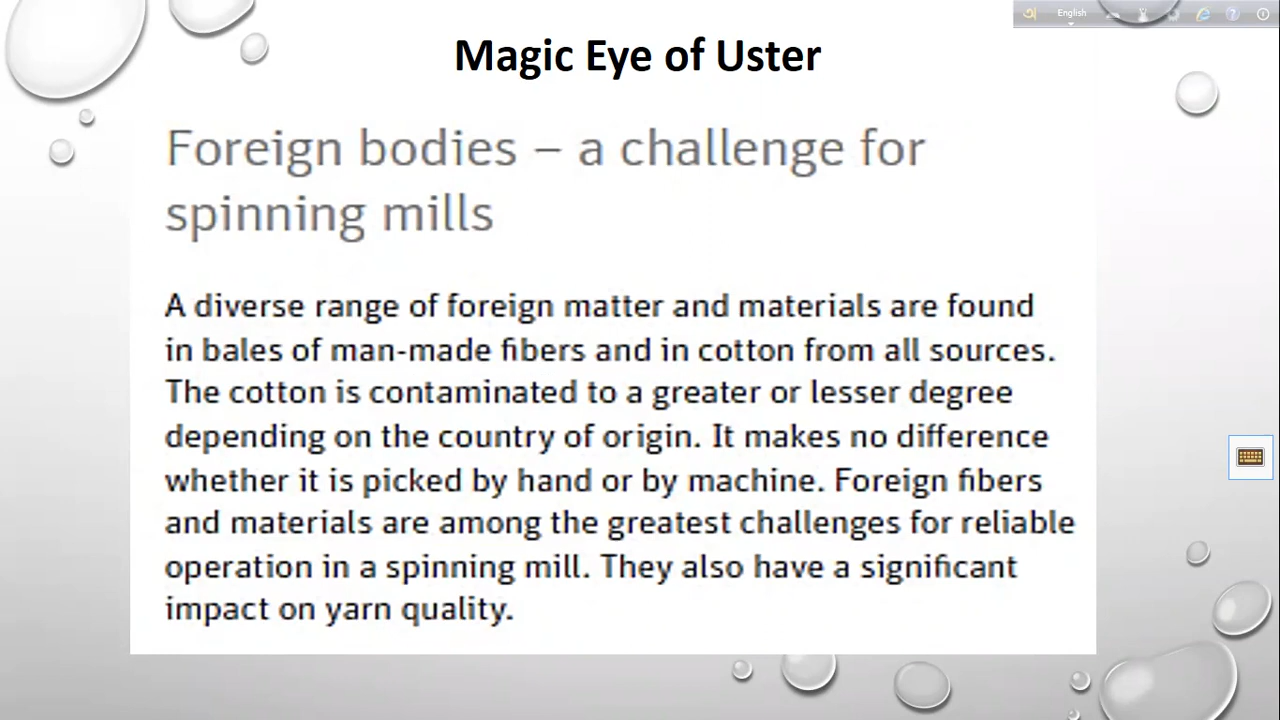 English
Magic Eye of Uster
Foreign bodies – a challenge for
spinning mills
A diverse range of foreign matter and materials are found
in bales of man-made fibers and in cotton from all sources.
The cotton is contaminated to a greater or lesser degree
depending on the country of origin. It makes no difference
whether it is picked by hand or by machine. Foreign fibers
and materials are among the greatest challenges for reliable
operation in a spinning mill. They also have a significant
impact on yarn quality.